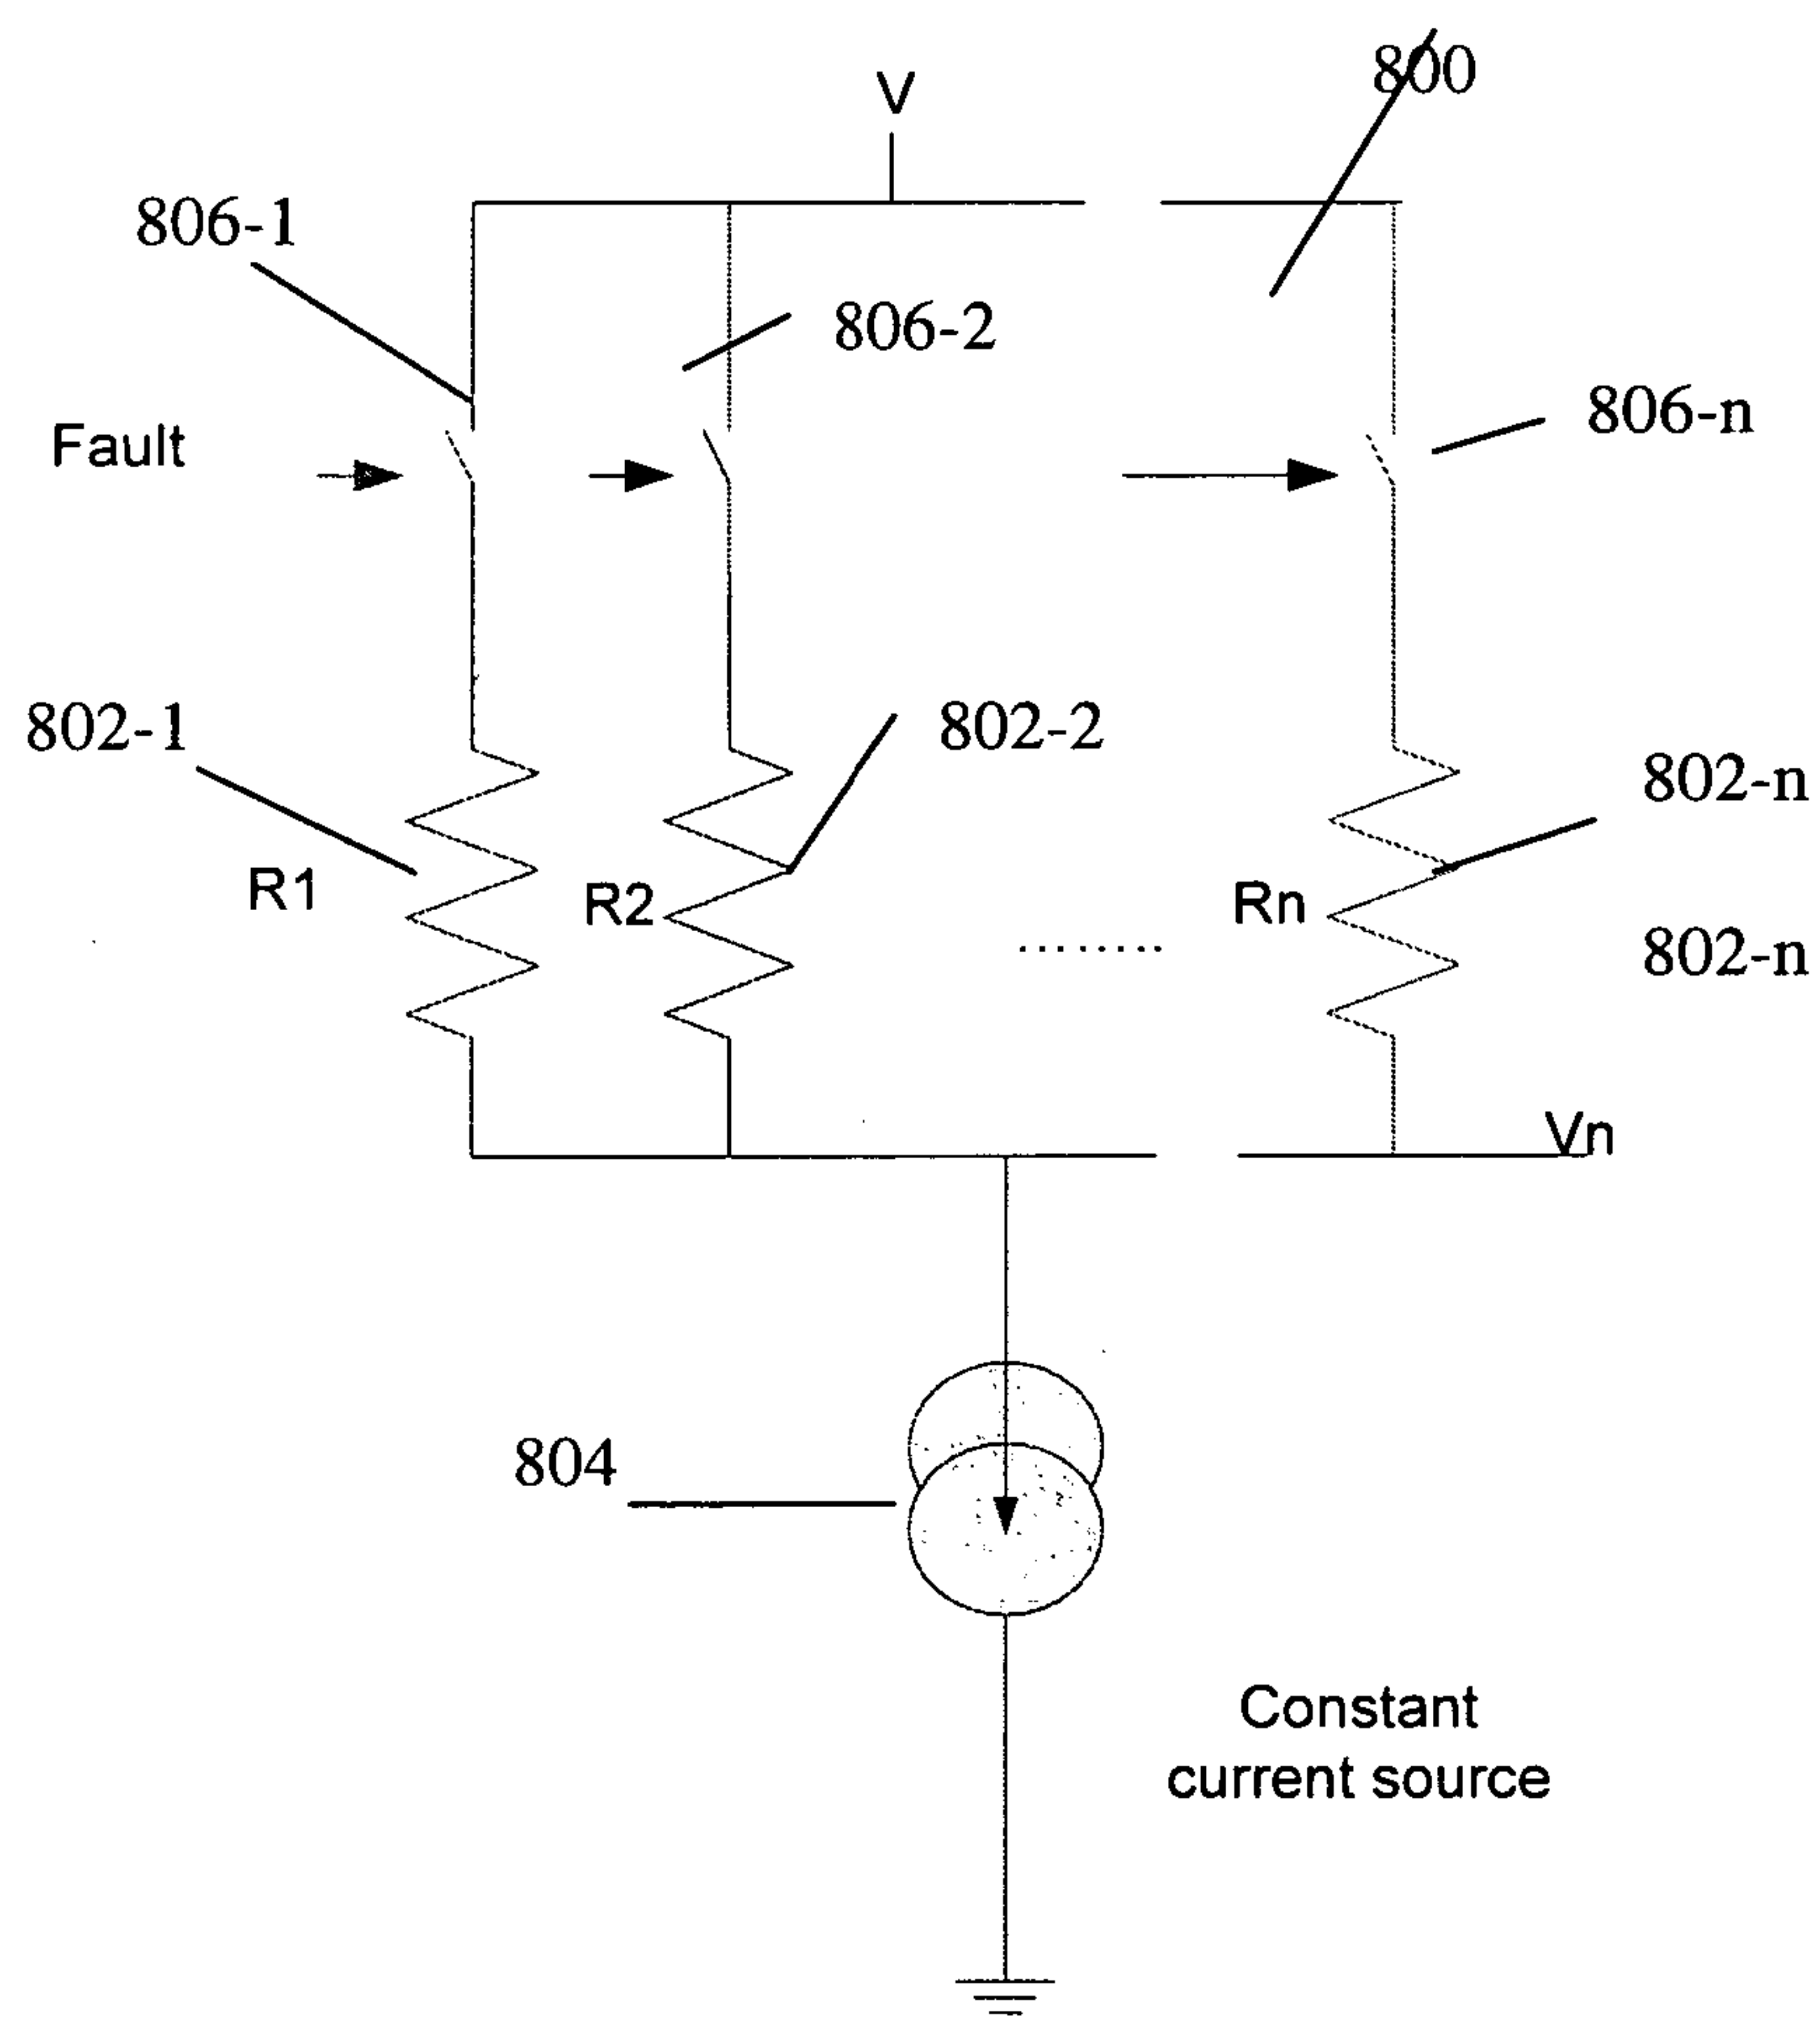 800
V
806-1
806-2
806-n
Fault
802-1
802-2
802-n
R1
R2
Rn
802-n
Vn
804
Constant
current source